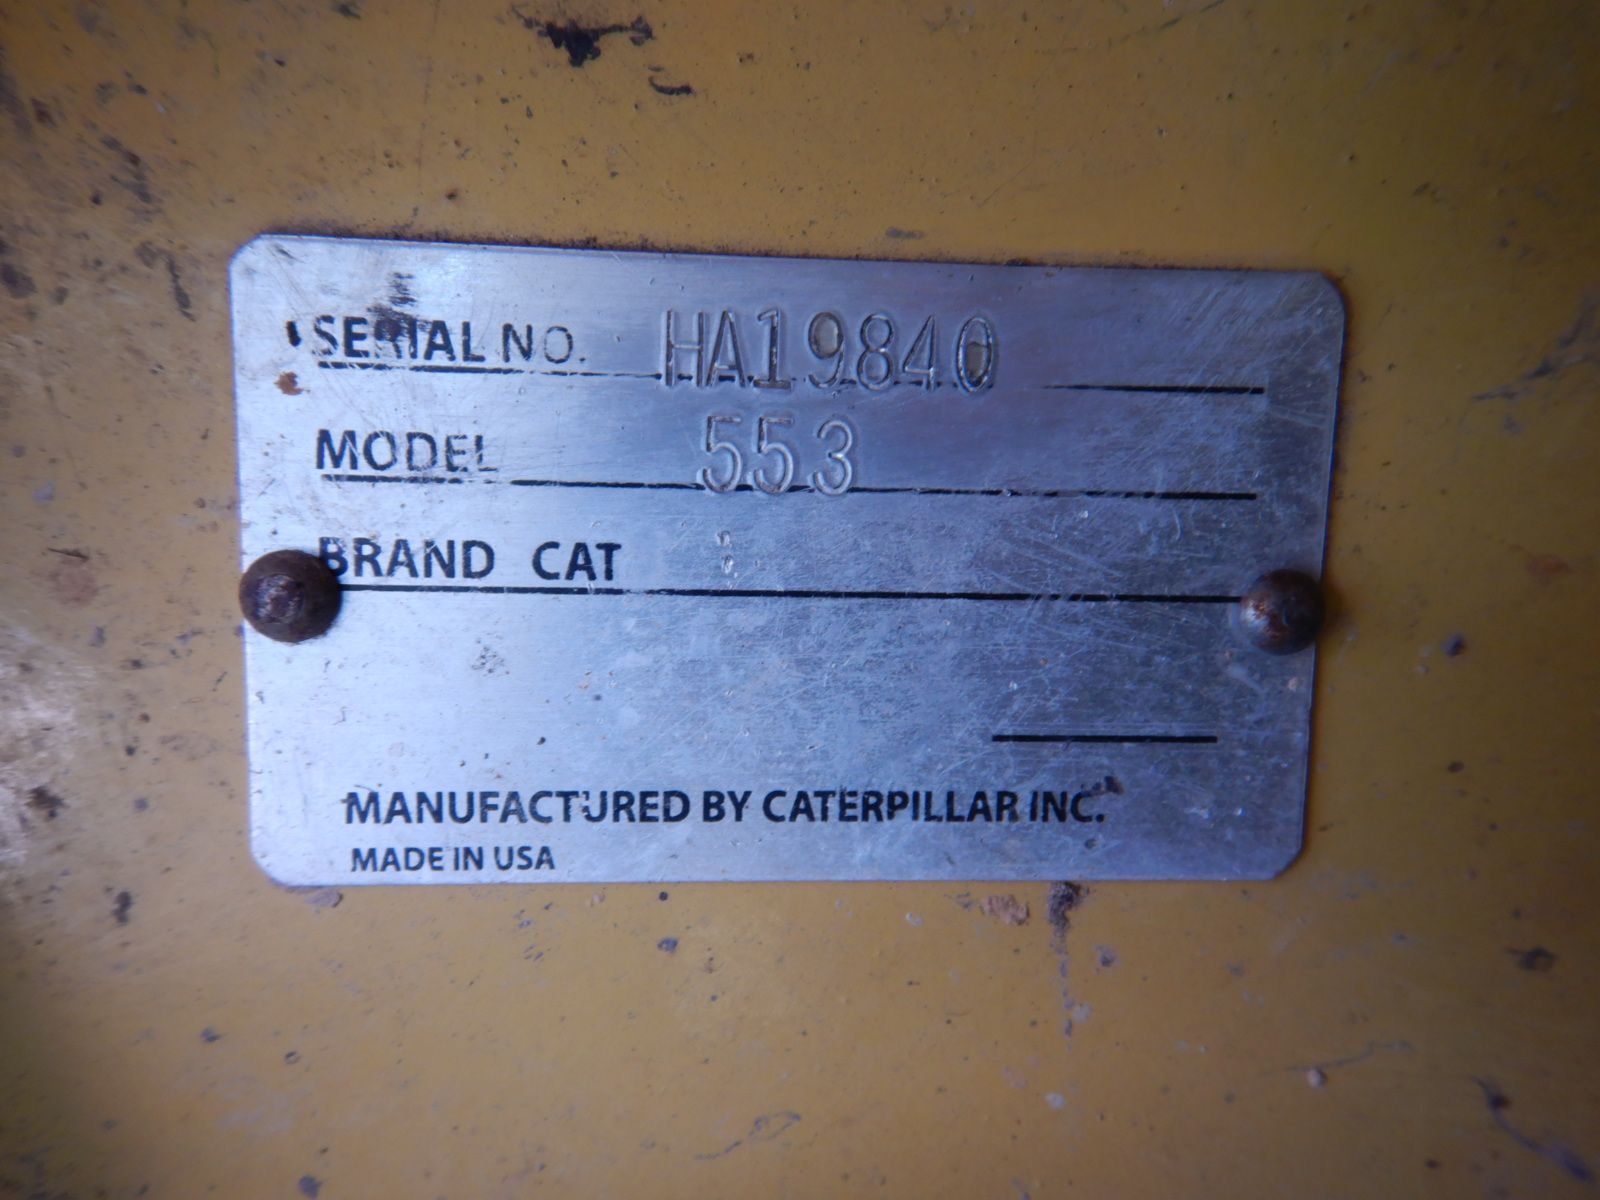 SERIAL NO. HA19840
MODEL 553
BRAND CAT
MANUFACTURED BY CATERPILLAR INC.
MADE IN USA